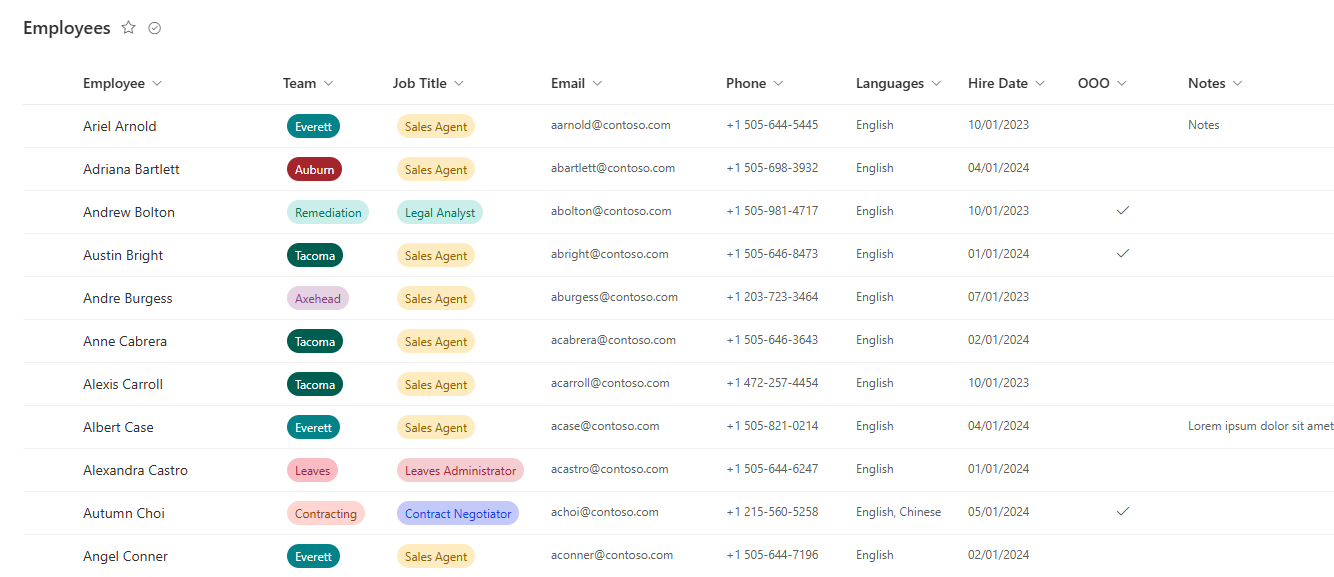 Employees
Employee Team Job Title Email Phone Languages Hire Date OOO Notes
Ariel Arnold Everett Sales Agent aarnold@contoso.com +1 505-644-5445 English 10/01/2023 Notes
Adriana Bartlett Auburn Sales Agent abartlett@contoso.com +1 505-698-3932 English 04/01/2024
Andrew Bolton Remediation Legal Analyst abolton@contoso.com +1 505-981-4717 English 10/01/2023
Austin Bright Tacoma Sales Agent abright@contoso.com +1 505-646-8473 English 01/01/2024
Andre Burgess Axehead Sales Agent aburgess@contoso.com +1 203-723-3464 English 07/01/2023
Anne Cabrera Tacoma Sales Agent acabrera@contoso.com +1 505-646-3643 English 02/01/2024
Alexis Carroll Tacoma Sales Agent acarroll@contoso.com +1 472-257-4454 English 10/01/2023
Albert Case Everett Sales Agent acase@contoso.com +1 505-821-0214 English 04/01/2024 Lorem ipsum dolor sit amet
Alexandra Castro Leaves Leaves Administrator acastro@contoso.com +1 505-644-6247 English 01/01/2024
Autumn Choi Contracting Contract Negotiator achoi@contoso.com +1 215-560-5258 English, Chinese 05/01/2024
Angel Conner Everett Sales Agent aconner@contoso.com +1 505-644-7196 English 02/01/2024